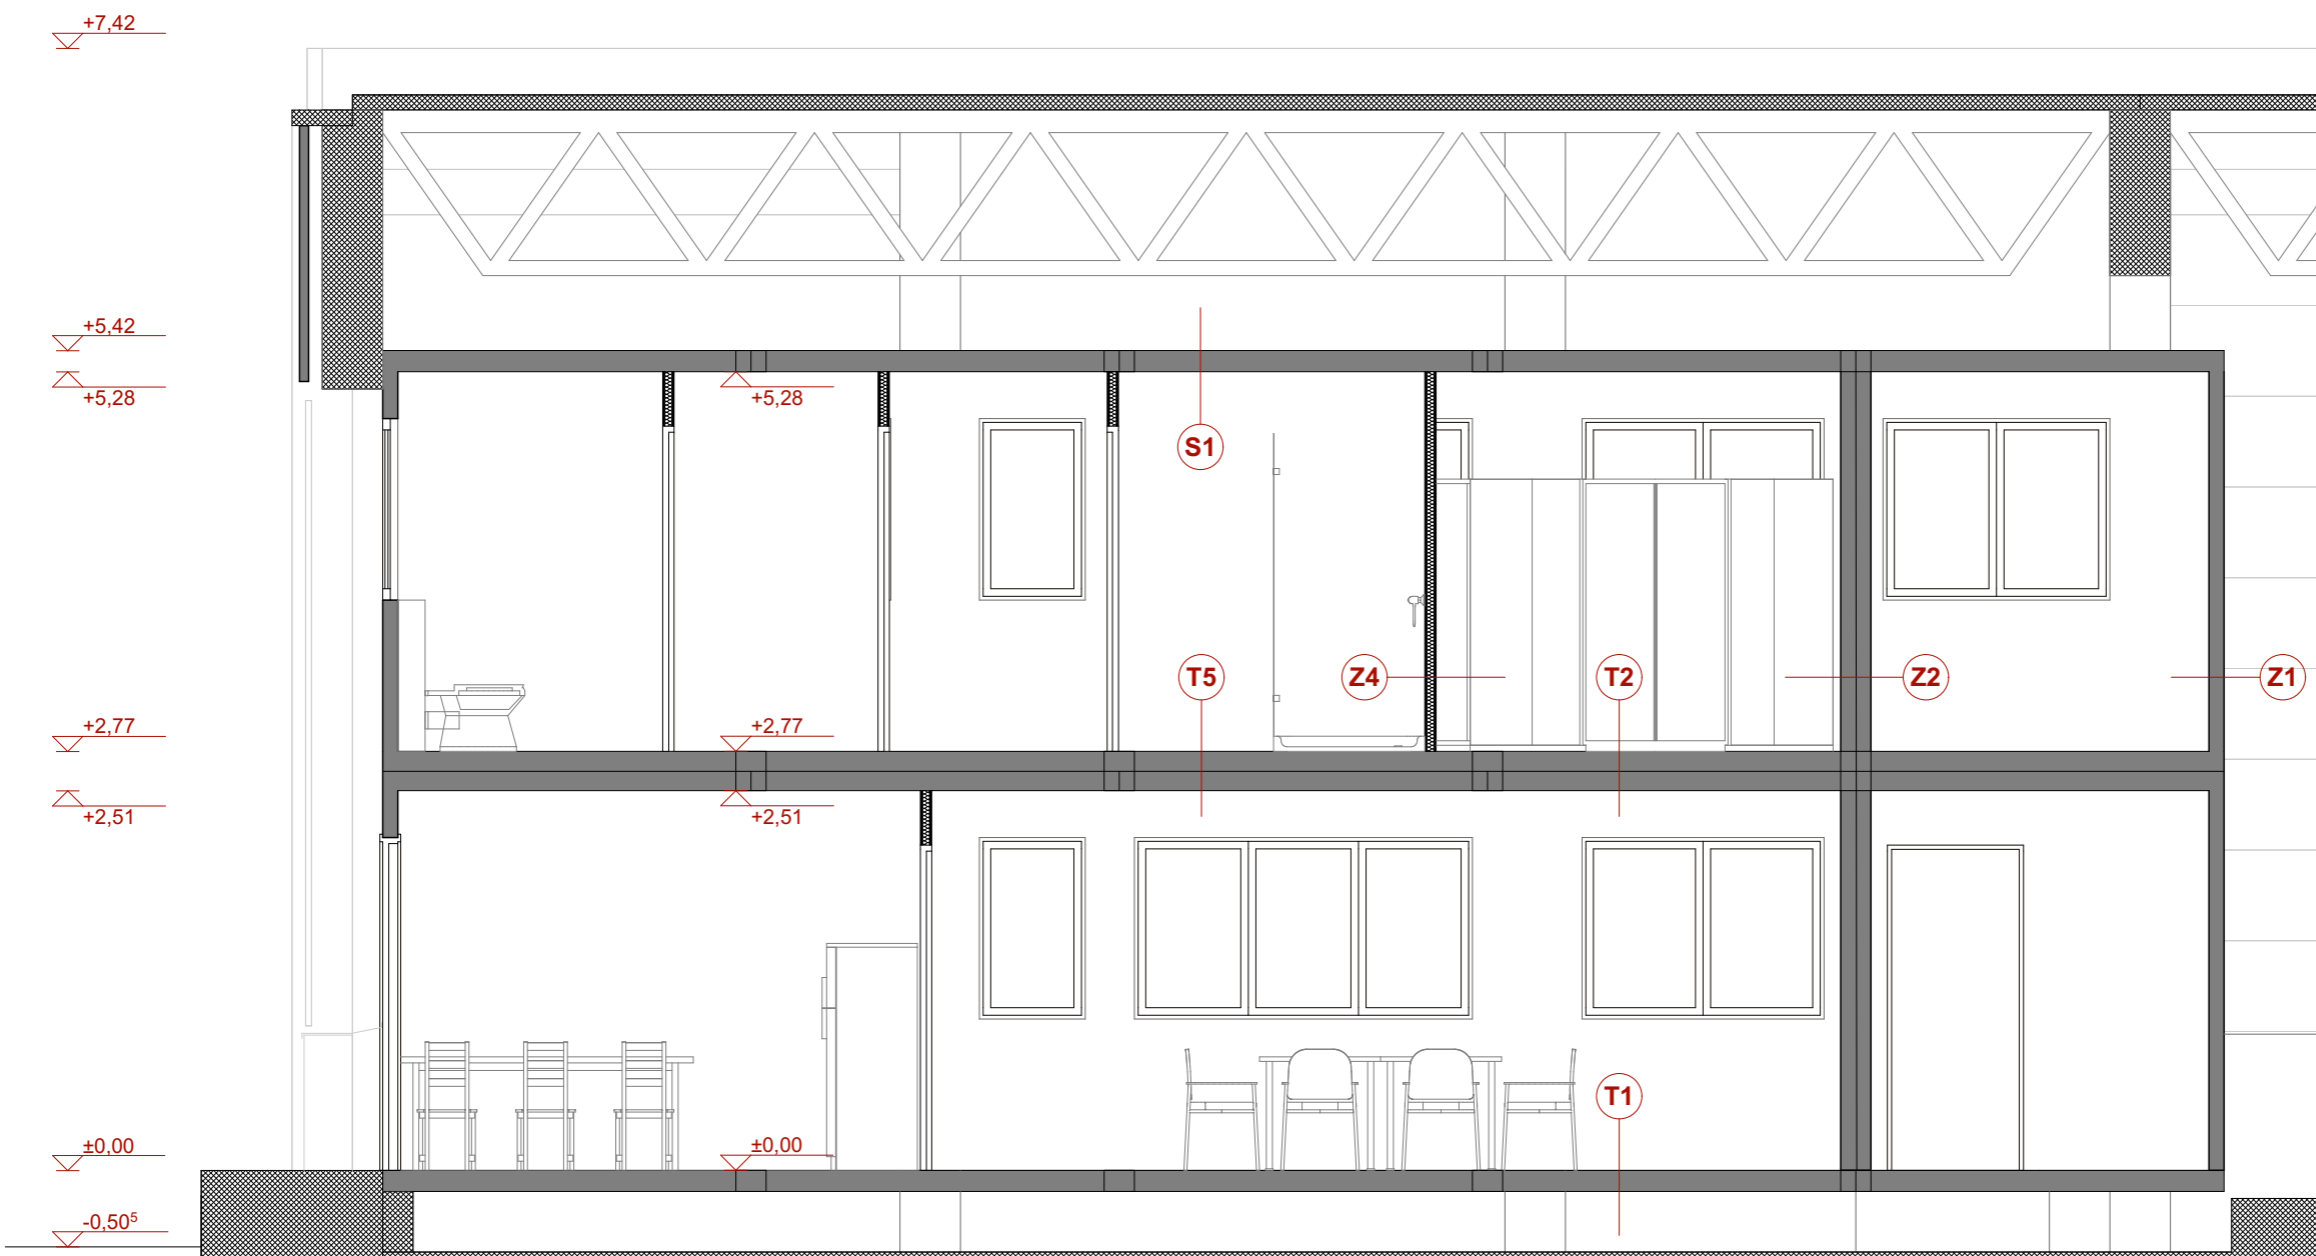 +7,42
+5,42
+5,28
+5,28
S1
T5
Z4
T2
Z2
Z1
+2,77
+2,77
+2,51
+2,51
T1
±0,00
±0,00
-0,50⁵